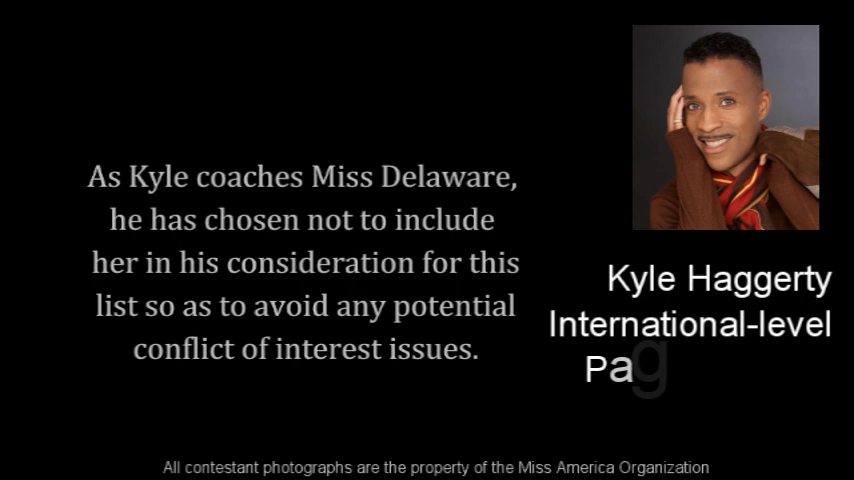 As Kyle coaches Miss Delaware,
he has chosen not to include
her in his consideration for this
list so as to avoid any potential
conflict of interest issues.
Kyle Haggerty
International-level
Pag
All contestant photographs are the property of the Miss America Organization